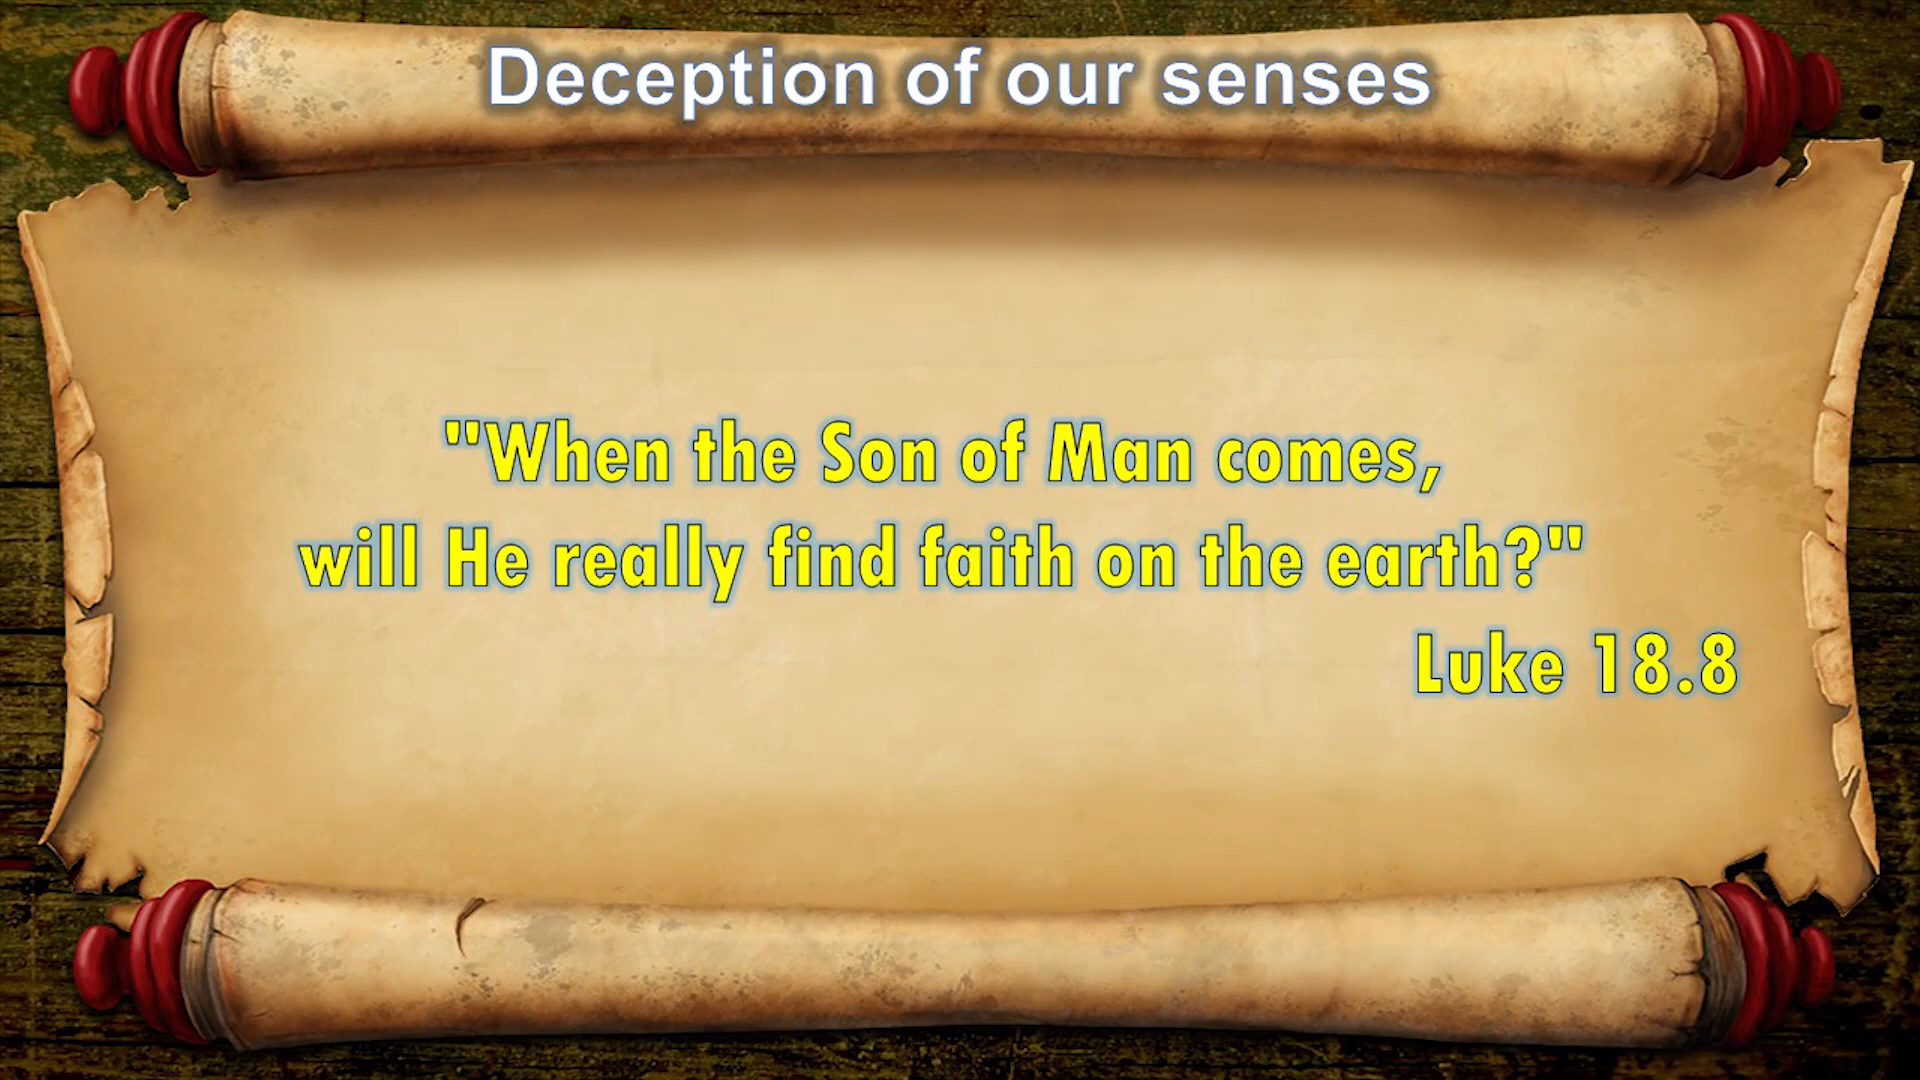 Deception of our senses
"When the Son of Man comes,
will He really find faith on the earth?"
Luke 18.8